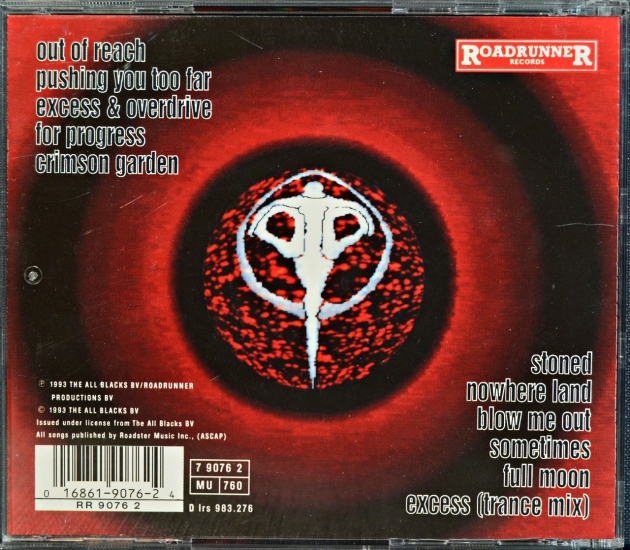 out of reach
pushing you too far
excess & overdrive
for progress
crimson garden
ROADRUNNER
RECORDS
stoned
nowhere land
blow me out
sometimes
full moon
excess (trance mix)
℗ 1993 THE ALL BLACKS BV/ROADRUNNER
PRODUCTIONS BV
© 1993 THE ALL BLACKS BV
Issued under license from The All Blacks BV
All songs published by Roadster Music Inc., (ASCAP)
0 16861-9076-2 4
RR 9076 2
7 9076 2
MU 760
D lrs 983.276